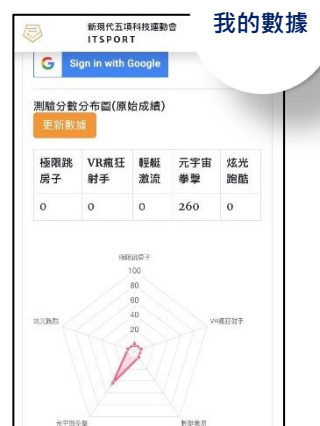 新現代五項科技運動會
ITSPORT
我的數據
G Sign in with Google
測驗分數分布圖(原始成績)
更新數據
極限跳房子 VR瘋狂射手 輕艇激流 元宇宙拳擊 炫光跑酷
0 0 0 260 0
極限跳房子
100
80
60
40
20
炫光跑酷
VR瘋狂射手
元宇宙拳擊
輕艇激流